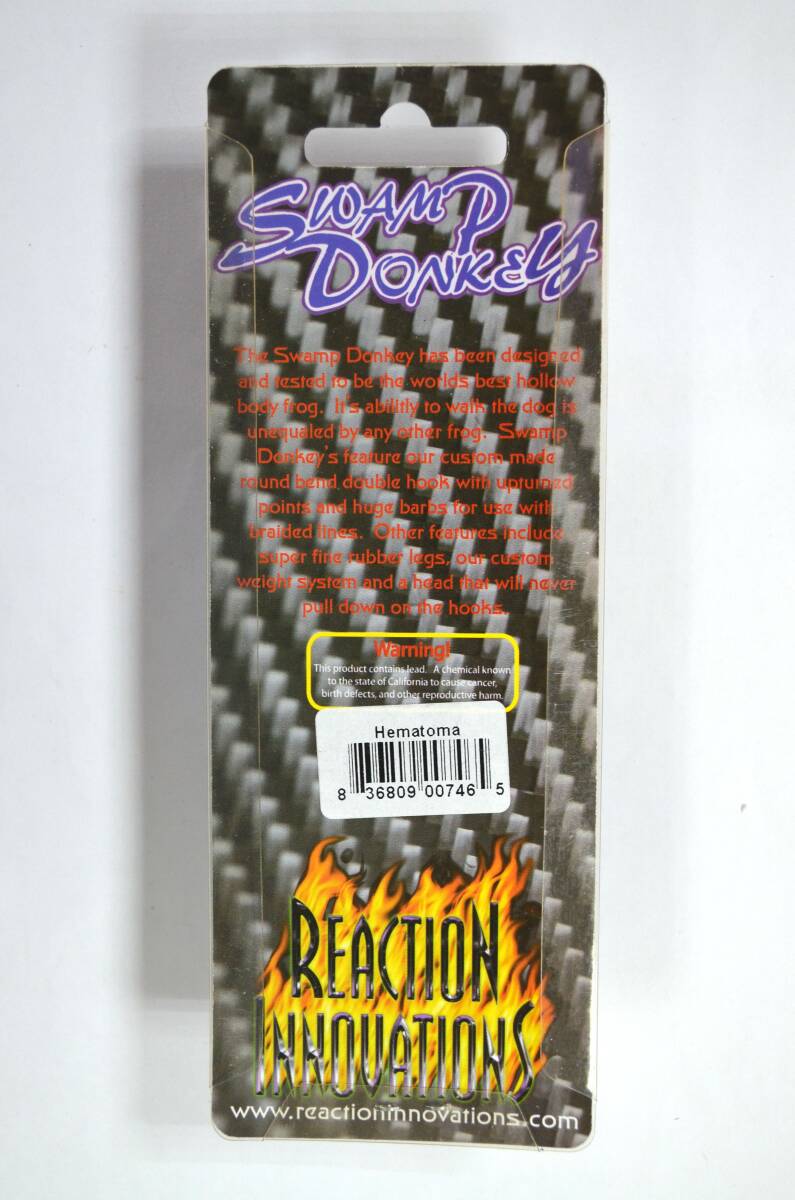 SWAMP
DONKEY
The Swamp Donkey has been designed
and tested to be the worlds best hollow
body frog. It's abilitly to walk the dog is
unequaled by any other frog. Swamp
Donkey's feature our custom made
round bend double hook with upturned
points and huge barbs for use with
braided lines. Other features include
super fine rubber legs, our custom
weight system and a head that will never
pull down on the hooks.
Warning!
This product contains lead. A chemical known
to the state of California to cause cancer,
birth defects, and other reproductive harm.
Hematoma
8 36809 00746 5
REACTION
INNOVATIONS
www.reactioninnovations.com